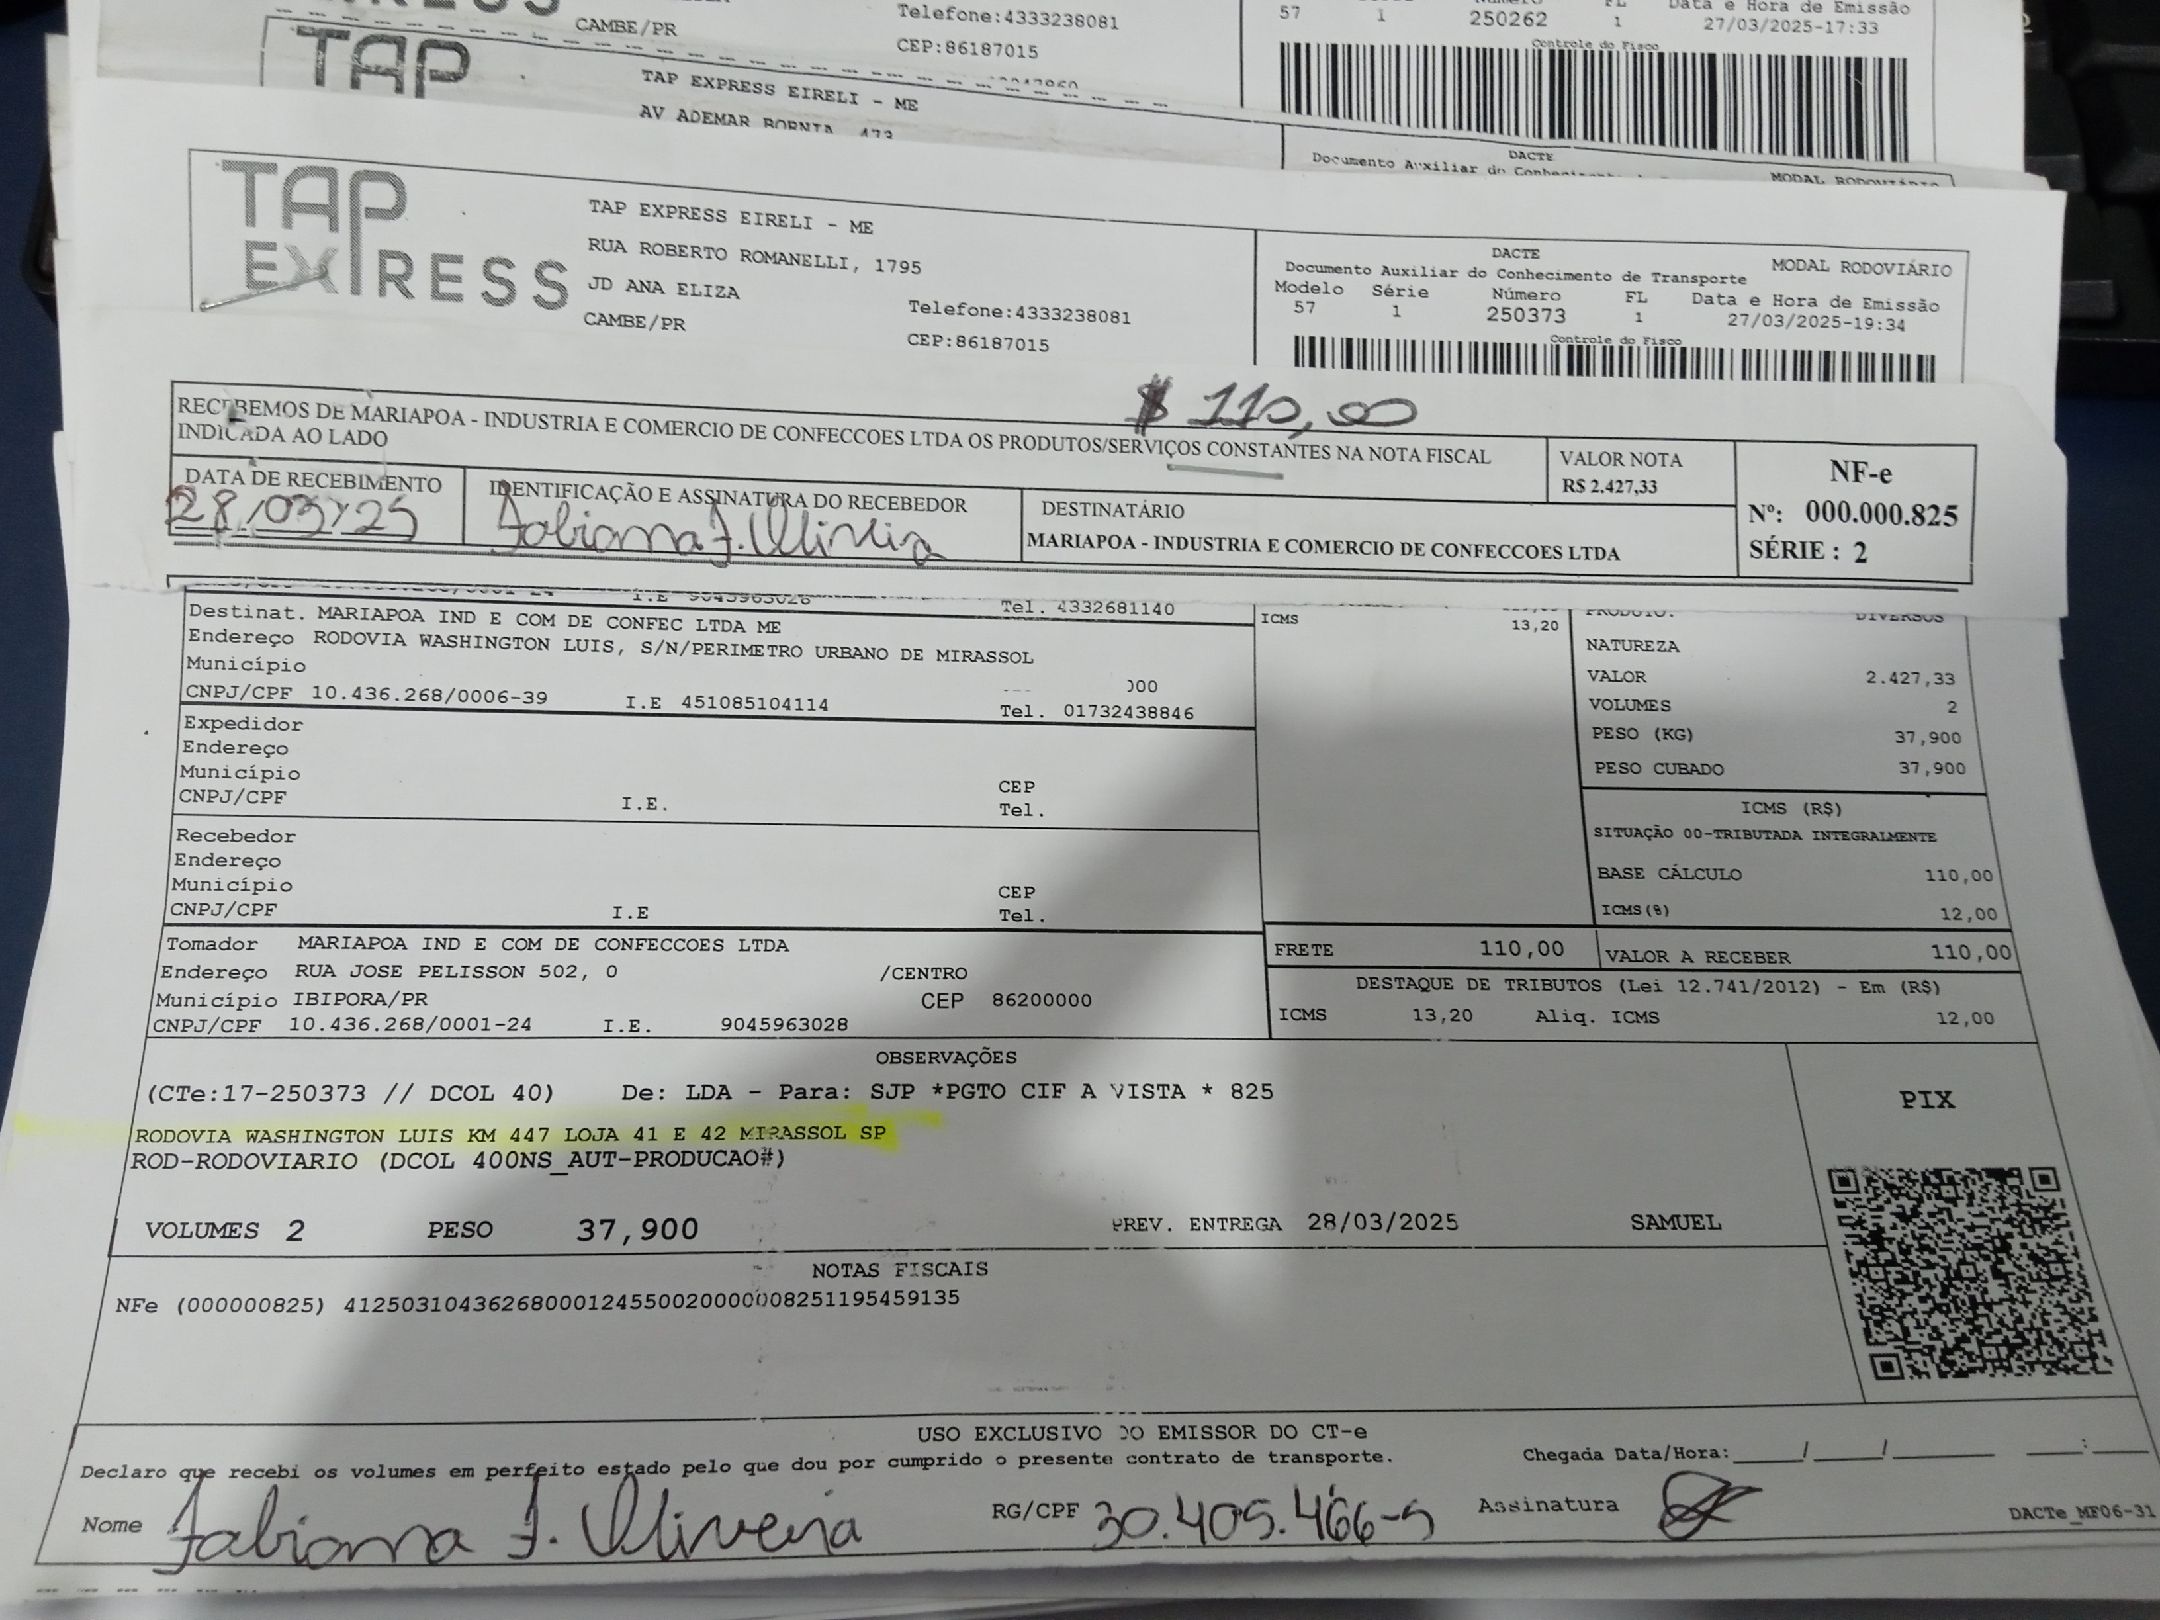 CAMBE/PR
Telefone:4333238081
CEP:86187015
57 1 250262 1 27/03/2025-17:33
Data e Hora de Emissão
Controle do Fisco
TAP
TAP EXPRESS EIRELI - ME
AV ADEMAR BORNIA
DACTE
MODAL RODOVIÁRIO
TAP EXPRESS
TAP EXPRESS EIRELI - ME
RUA ROBERTO ROMANELLI, 1795
JD ANA ELIZA
CAMBE/PR
Telefone:4333238081
CEP:86187015
DACTE
MODAL RODOVIÁRIO
Documento Auxiliar do Conhecimento de Transporte
Modelo Série Número FL Data e Hora de Emissão
57 1 250373 1 27/03/2025-19:34
Controle do Fisco
$ 110,00
RECEBEMOS DE MARIAPOA - INDUSTRIA E COMERCIO DE CONFECCOES LTDA OS PRODUTOS/SERVIÇOS CONSTANTES NA NOTA FISCAL
INDICADA AO LADO
VALOR NOTA
R$ 2.427,33
NF-e
Nº: 000.000.825
SÉRIE : 2
DATA DE RECEBIMENTO
28/03/25
IDENTIFICAÇÃO E ASSINATURA DO RECEBEDOR
Fabiana F. Oliveira
DESTINATÁRIO
MARIAPOA - INDUSTRIA E COMERCIO DE CONFECCOES LTDA
I.E 9045963028
Tel. 4332681140
Destinat. MARIAPOA IND E COM DE CONFEC LTDA ME
Endereço RODOVIA WASHINGTON LUIS, S/N/PERIMETRO URBANO DE MIRASSOL
Município
CNPJ/CPF 10.436.268/0006-39 I.E 451085104114 Tel. 01732438846
Expedidor
Endereço
Município CEP
CNPJ/CPF I.E. Tel.
Recebedor
Endereço
Município CEP
CNPJ/CPF I.E Tel.
Tomador MARIAPOA IND E COM DE CONFECCOES LTDA
Endereço RUA JOSE PELISSON 502, 0 /CENTRO
Município IBIPORA/PR CEP 86200000
CNPJ/CPF 10.436.268/0001-24 I.E. 9045963028
ICMS 13,20
PRODUTO. DIVERSOS
NATUREZA
VALOR 2.427,33
VOLUMES 2
PESO (KG) 37,900
PESO CUBADO 37,900
ICMS (R$)
SITUAÇÃO 00-TRIBUTADA INTEGRALMENTE
BASE CÁLCULO 110,00
ICMS(%) 12,00
FRETE 110,00 VALOR A RECEBER 110,00
DESTAQUE DE TRIBUTOS (Lei 12.741/2012) - Em (R$)
ICMS 13,20 Aliq. ICMS 12,00
OBSERVAÇÕES
(CTe:17-250373 // DCOL 40) De: LDA - Para: SJP *PGTO CIF A VISTA * 825
RODOVIA WASHINGTON LUIS KM 447 LOJA 41 E 42 MIRASSOL SP
ROD-RODOVIARIO (DCOL 400NS_AUT-PRODUCAO#)
VOLUMES 2 PESO 37,900 PREV. ENTREGA 28/03/2025 SAMUEL
PIX
NOTAS FISCAIS
NFe (000000825) 41250310436268000124550020000008251195459135
USO EXCLUSIVO DO EMISSOR DO CT-e
Declaro que recebi os volumes em perfeito estado pelo que dou por cumprido o presente contrato de transporte.
Chegada Data/Hora:____/____/____ ___:___
Nome Fabiana F. Oliveira RG/CPF 30.405.466-5 Assinatura
DACTe_MF06-31